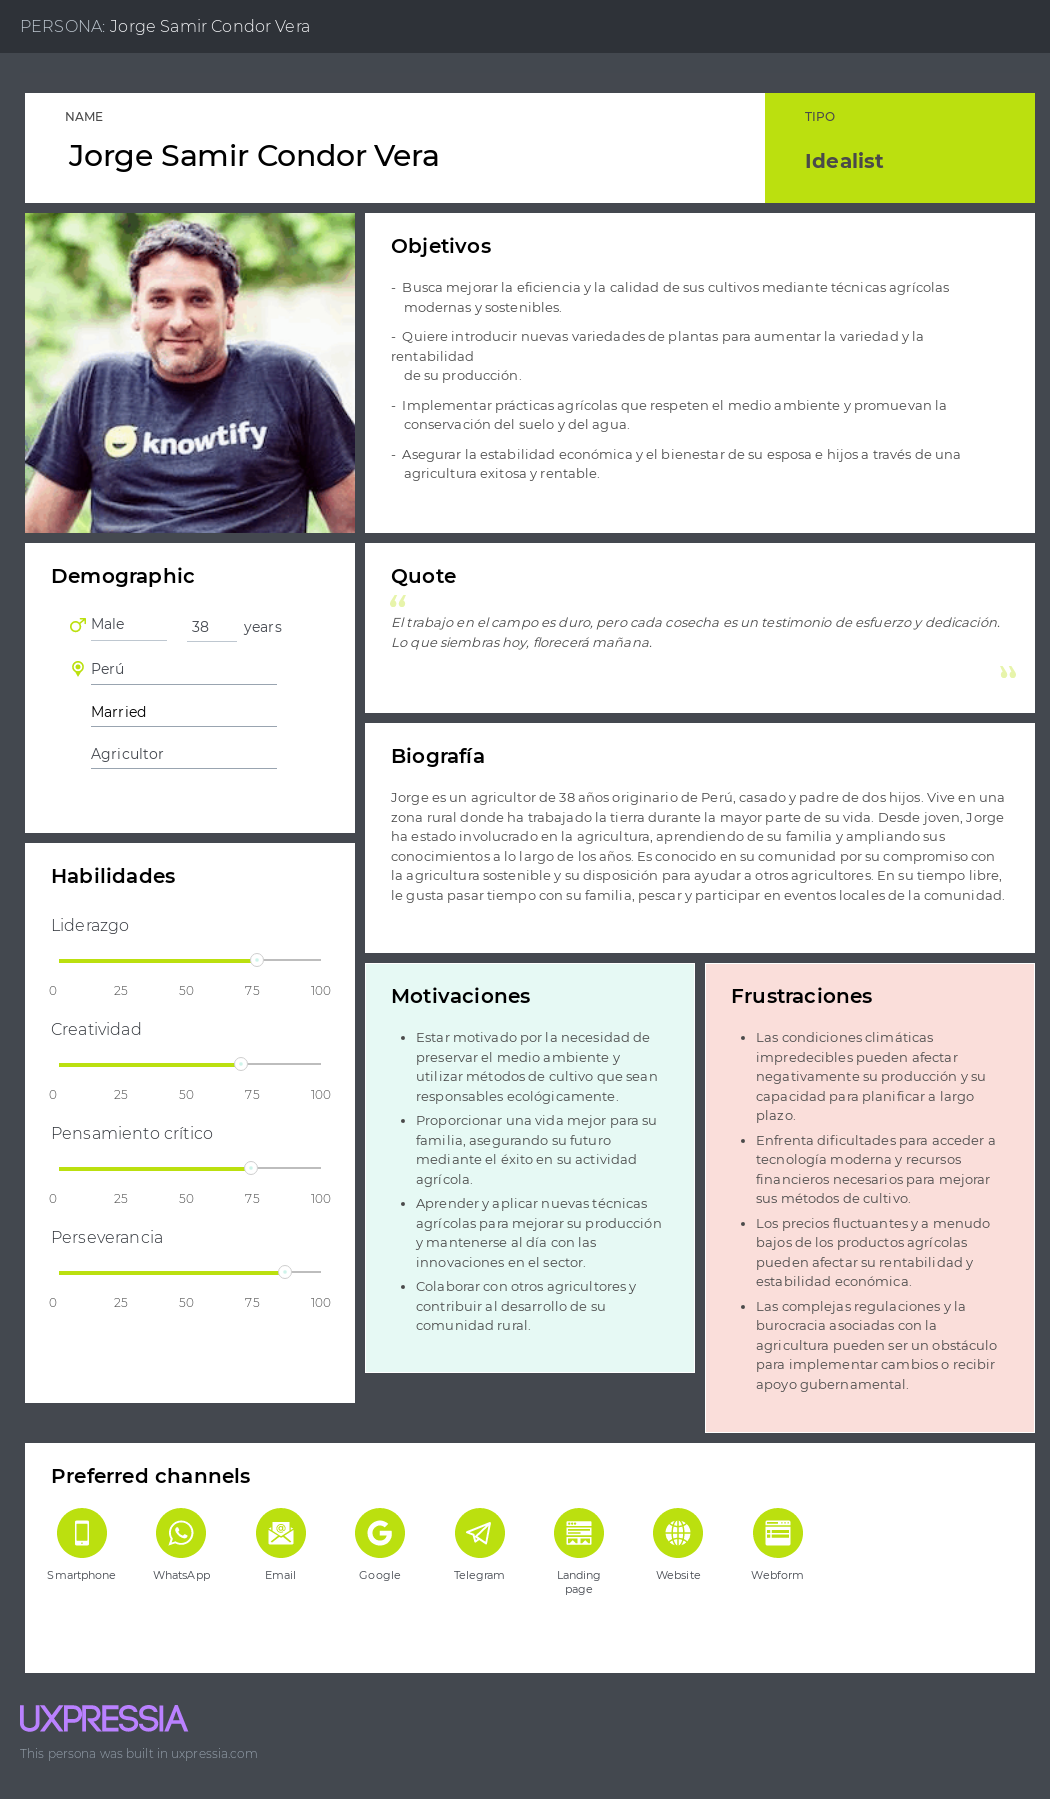 PERSONA: Jorge Samir Condor Vera
NAME
Jorge Samir Condor Vera
TIPO
Idealist
knowtify
Objetivos
- Busca mejorar la eficiencia y la calidad de sus cultivos mediante técnicas agrícolas
modernas y sostenibles.
- Quiere introducir nuevas variedades de plantas para aumentar la variedad y la
rentabilidad
de su producción.
- Implementar prácticas agrícolas que respeten el medio ambiente y promuevan la
conservación del suelo y del agua.
- Asegurar la estabilidad económica y el bienestar de su esposa e hijos a través de una
agricultura exitosa y rentable.
Demographic
Male 38 years
Perú
Married
Agricultor
Quote
“
El trabajo en el campo es duro, pero cada cosecha es un testimonio de esfuerzo y dedicación.
Lo que siembras hoy, florecerá mañana.
”
Biografía
Jorge es un agricultor de 38 años originario de Perú, casado y padre de dos hijos. Vive en una
zona rural donde ha trabajado la tierra durante la mayor parte de su vida. Desde joven, Jorge
ha estado involucrado en la agricultura, aprendiendo de su familia y ampliando sus
conocimientos a lo largo de los años. Es conocido en su comunidad por su compromiso con
la agricultura sostenible y su disposición para ayudar a otros agricultores. En su tiempo libre,
le gusta pasar tiempo con su familia, pescar y participar en eventos locales de la comunidad.
Habilidades
Liderazgo
0 25 50 75 100
Creatividad
0 25 50 75 100
Pensamiento crítico
0 25 50 75 100
Perseverancia
0 25 50 75 100
Motivaciones
• Estar motivado por la necesidad de
preservar el medio ambiente y
utilizar métodos de cultivo que sean
responsables ecológicamente.
• Proporcionar una vida mejor para su
familia, asegurando su futuro
mediante el éxito en su actividad
agrícola.
• Aprender y aplicar nuevas técnicas
agrícolas para mejorar su producción
y mantenerse al día con las
innovaciones en el sector.
• Colaborar con otros agricultores y
contribuir al desarrollo de su
comunidad rural.
Frustraciones
• Las condiciones climáticas
impredecibles pueden afectar
negativamente su producción y su
capacidad para planificar a largo
plazo.
• Enfrenta dificultades para acceder a
tecnología moderna y recursos
financieros necesarios para mejorar
sus métodos de cultivo.
• Los precios fluctuantes y a menudo
bajos de los productos agrícolas
pueden afectar su rentabilidad y
estabilidad económica.
• Las complejas regulaciones y la
burocracia asociadas con la
agricultura pueden ser un obstáculo
para implementar cambios o recibir
apoyo gubernamental.
Preferred channels
Smartphone
WhatsApp
Email
Google
Telegram
Landing
page
Website
Webform
UXPRESSIA
This persona was built in uxpressia.com